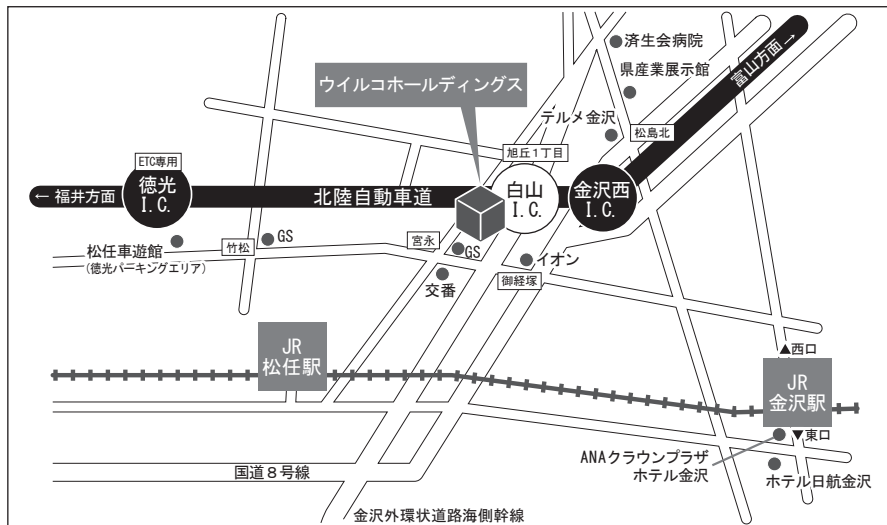 済生会病院
県産業展示館
富山方面→
ウイルコホールディングス
テルメ金沢
松島北
旭丘1丁目
ETC専用
←福井方面
徳光
I.C.
北陸自動車道
白山
I.C.
金沢西
I.C.
松任車遊館
(徳光パーキングエリア)
竹松
GS
宮永
GS
イオン
交番
御経塚
JR
松任駅
▲西口
JR
金沢駅
▼東口
ANAクラウンプラザ
ホテル金沢
ホテル日航金沢
国道8号線
金沢外環状道路海側幹線